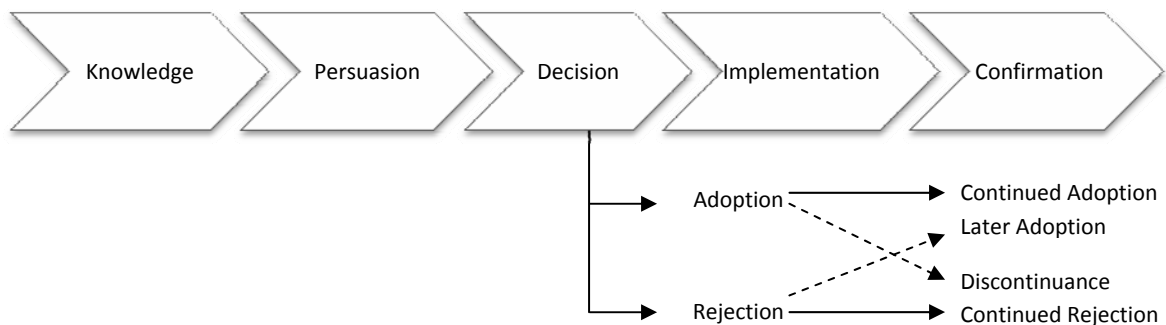 Knowledge
Persuasion
Decision
Implementation
Confirmation
Adoption
Continued Adoption
Later Adoption
Discontinuance
Rejection
Continued Rejection